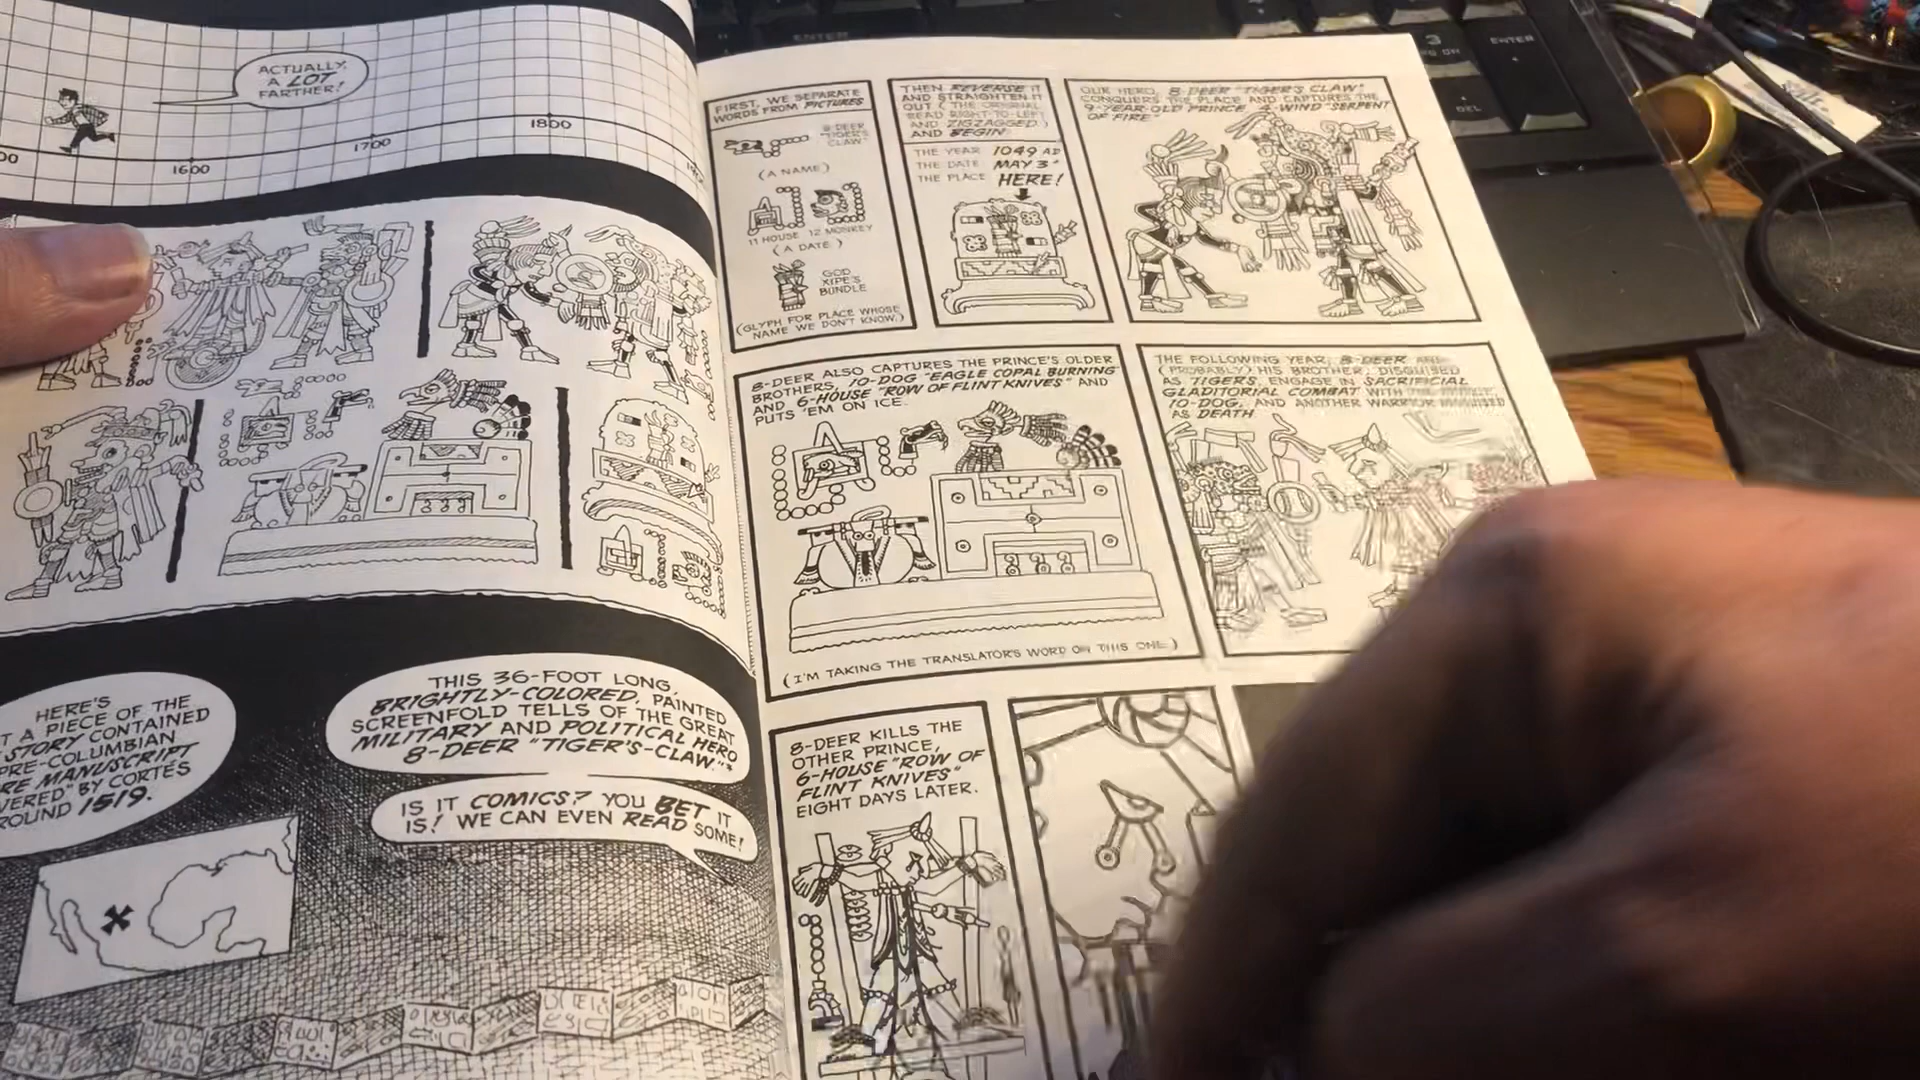 ACTUALLY,
A LOT
FARTHER!
1600
1700
1800
HERE'S
T A PIECE OF THE
STORY CONTAINED
PRE-COLUMBIAN
RE MANUSCRIPT
VERED" BY CORTÉS
ROUND 1519.
THIS 36-FOOT LONG,
BRIGHTLY-COLORED, PAINTED
SCREENFOLD TELLS OF THE GREAT
MILITARY AND POLITICAL HERO
8-DEER "TIGER'S-CLAW."*
IS IT COMICS? YOU BET IT
IS! WE CAN EVEN READ SOME!
FIRST, WE SEPARATE
WORDS FROM PICTURES
8-DEER
"TIGER'S
CLAW"
(A NAME)
11 HOUSE 12 MONKEY
(A DATE)
GOD
XIPE'S
BUNDLE
(GLYPH FOR PLACE WHOSE
NAME WE DON'T KNOW.)
THEN REVERSE IT
AND STRAIGHTEN IT
OUT (THE ORIGINAL
READ RIGHT-TO-LEFT
AND ZIGZAGGED.)
AND BEGIN:
THE YEAR 1049 AD
THE DATE MAY 3*
THE PLACE HERE!
OUR HERO, 8-DEER "TIGER'S CLAW"
CONQUERS THE PLACE AND CAPTURES THE
9-YEAR-OLD PRINCE 4-WIND "SERPENT
OF FIRE"
8-DEER ALSO CAPTURES THE PRINCE'S OLDER
BROTHERS, 10-DOG "EAGLE COPAL BURNING"
AND 6-HOUSE "ROW OF FLINT KNIVES" AND
PUTS 'EM ON ICE.
(I'M TAKING THE TRANSLATOR'S WORD ON THIS ONE.)
THE FOLLOWING YEAR, 8-DEER AND
(PROBABLY) HIS BROTHER, DISGUISED
AS TIGERS, ENGAGE IN SACRIFICIAL
GLADITORIAL COMBAT WITH
10-DOG, AND ANOTHER WARRIOR
AS DEATH
8-DEER KILLS THE
OTHER PRINCE,
6-HOUSE "ROW OF
FLINT KNIVES"
EIGHT DAYS LATER.
ENTER
3
ENTER
DEL